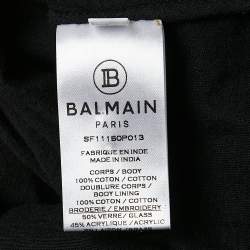 B
BALMAIN
PARIS
SF11160P013
FABRIQUE EN INDE
MADE IN INDIA
CORPS / BODY
100% COTON / COTTON
DOUBLURE CORPS /
BODY LINING
100% COTON / COTTON
BRODERIE / EMBROIDERY :
50% VERRE / GLASS
45% ACRYLIQUE / ACRYLIC